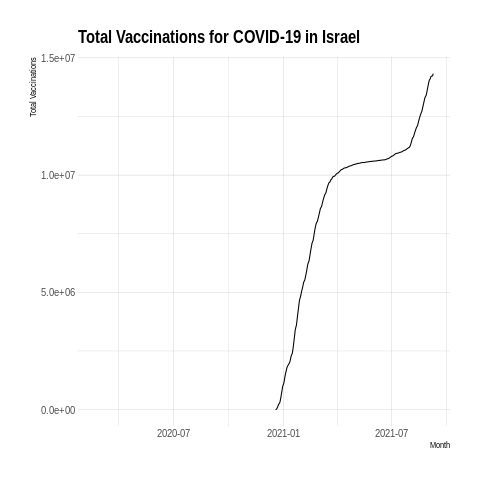 Total Vaccinations for COVID-19 in Israel
Total Vaccinations
1.5e+07
1.0e+07
5.0e+06
0.0e+00
2020-07
2021-01
2021-07
Month